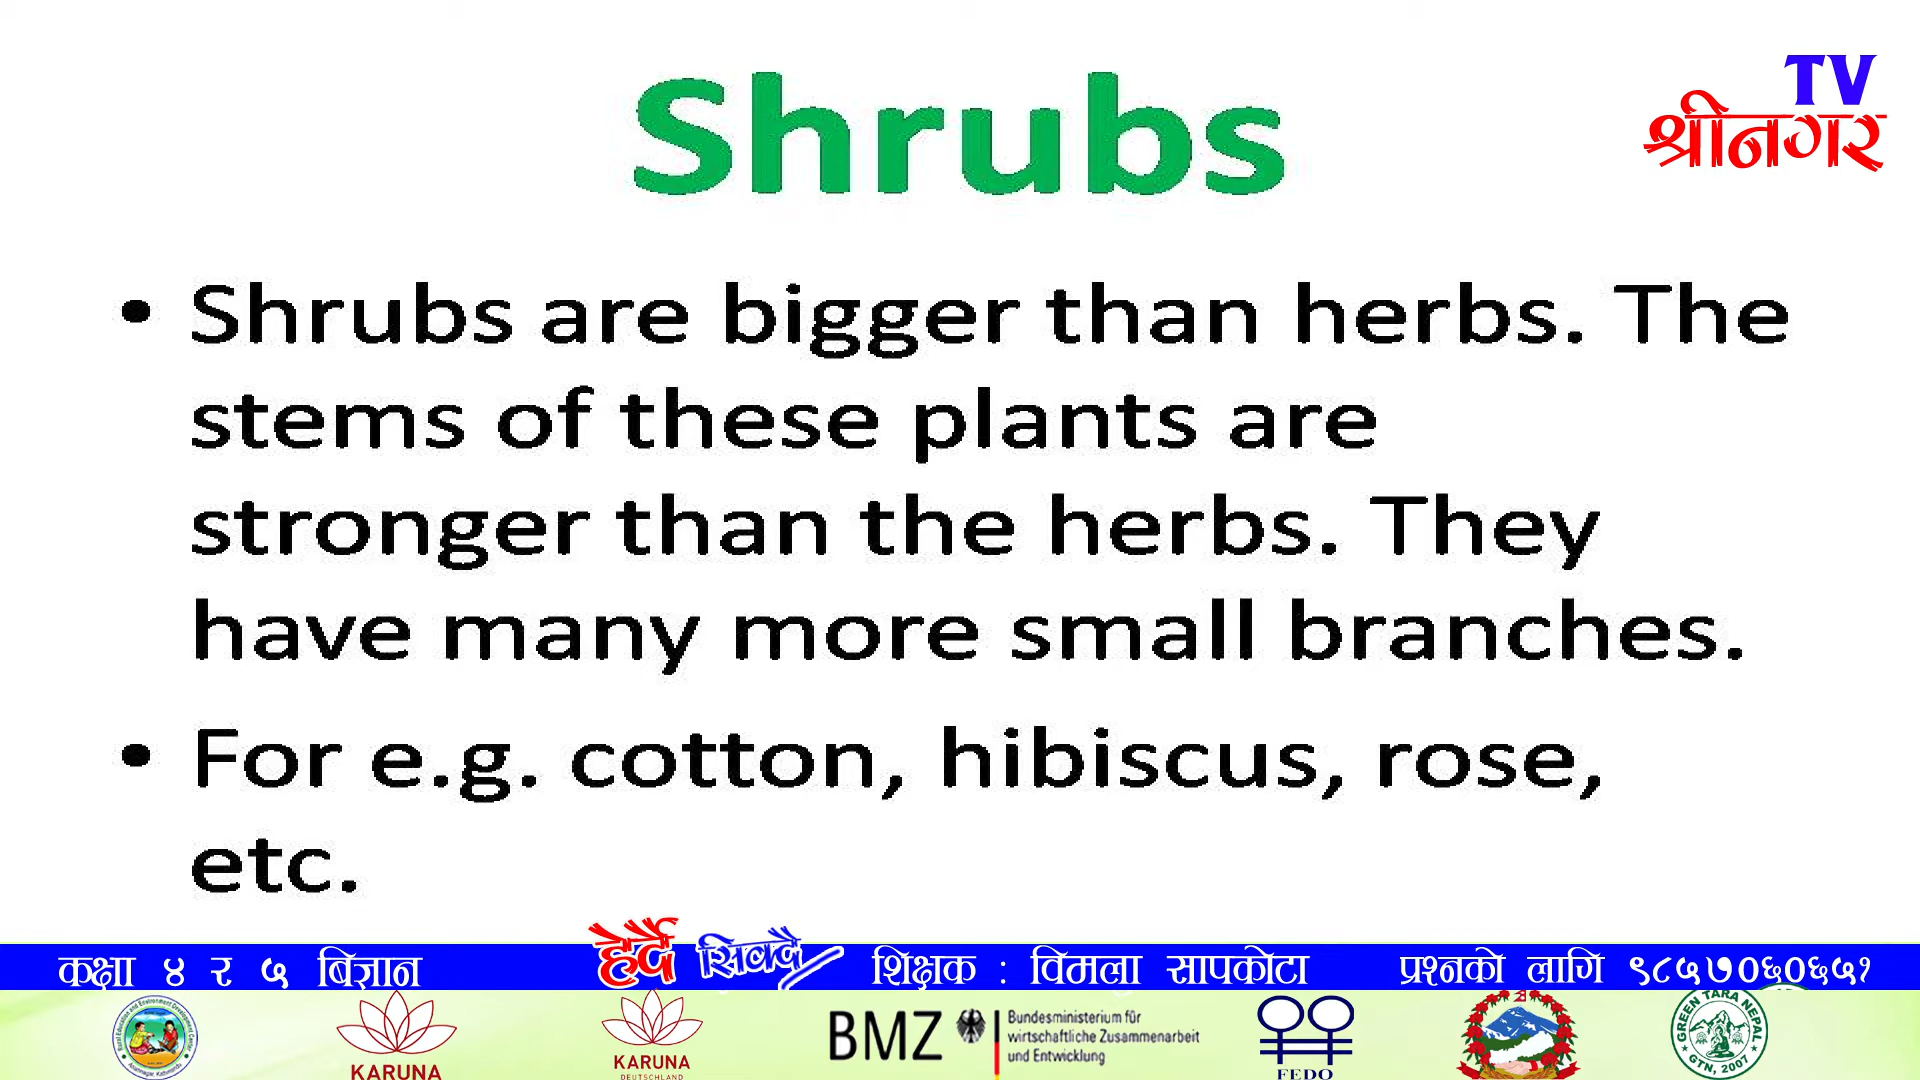 Shrubs
TV
श्रीनगर
• Shrubs are bigger than herbs. The
stems of these plants are
stronger than the herbs. They
have many more small branches.
• For e.g. cotton, hibiscus, rose,
etc.
कक्षा ४ र ५ बिज्ञान
हेर्दै सिक्दै
शिक्षक : विमला सापकोटा
प्रश्नको लागि ९८५७०६०६५१
KARUNA
KARUNA
DEUTSCHLAND
BMZ
Bundesministerium für
wirtschaftliche Zusammenarbeit
und Entwicklung
FEDO
GREEN TARA NEPAL
GTN, 2007